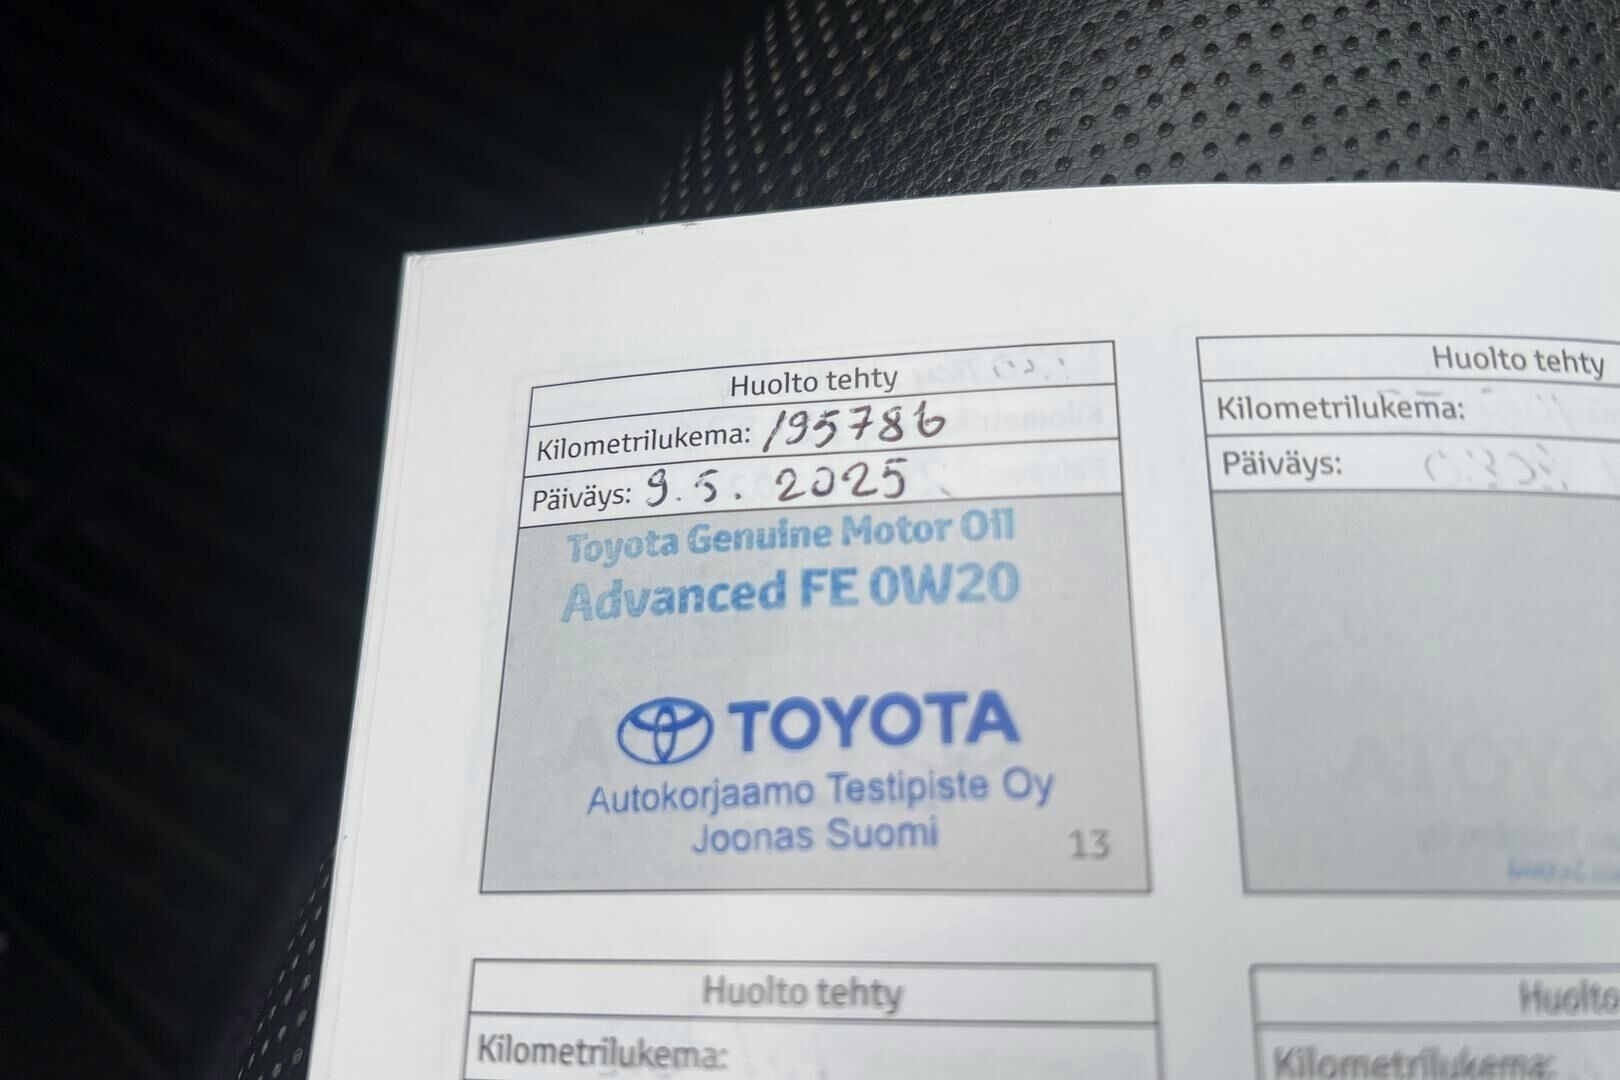 Huolto tehty
Kilometrilukema: 195786
Päiväys: 9.5.2025
Toyota Genuine Motor Oil
Advanced FE 0W20
TOYOTA
Autokorjaamo Testipiste Oy
Joonas Suomi
13
Huolto tehty
Kilometrilukema:
Päiväys:
Huolto tehty
Kilometrilukema:
Huolto
Kilometrilukema: